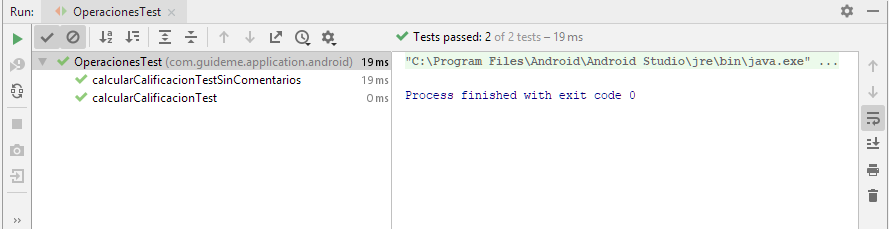 Run: OperacionesTest
Tests passed: 2 of 2 tests – 19 ms
OperacionesTest (com.guideme.application.android) 19 ms
calcularCalificacionTestSinComentarios 19 ms
calcularCalificacionTest 0 ms
"C:\Program Files\Android\Android Studio\jre\bin\java.exe" ...
Process finished with exit code 0